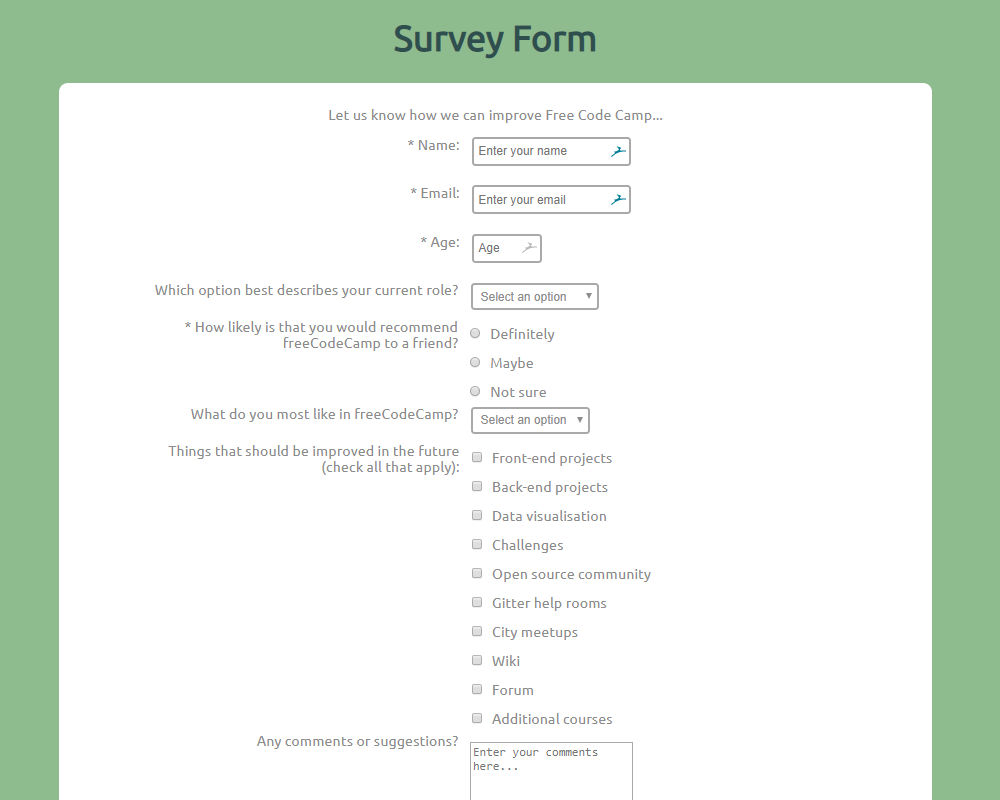 Survey Form
Let us know how we can improve Free Code Camp...
* Name: Enter your name
* Email: Enter your email
* Age: Age
Which option best describes your current role? Select an option
* How likely is that you would recommend
freeCodeCamp to a friend?
Definitely
Maybe
Not sure
What do you most like in freeCodeCamp? Select an option
Things that should be improved in the future
(check all that apply):
Front-end projects
Back-end projects
Data visualisation
Challenges
Open source community
Gitter help rooms
City meetups
Wiki
Forum
Additional courses
Any comments or suggestions?
Enter your comments
here...